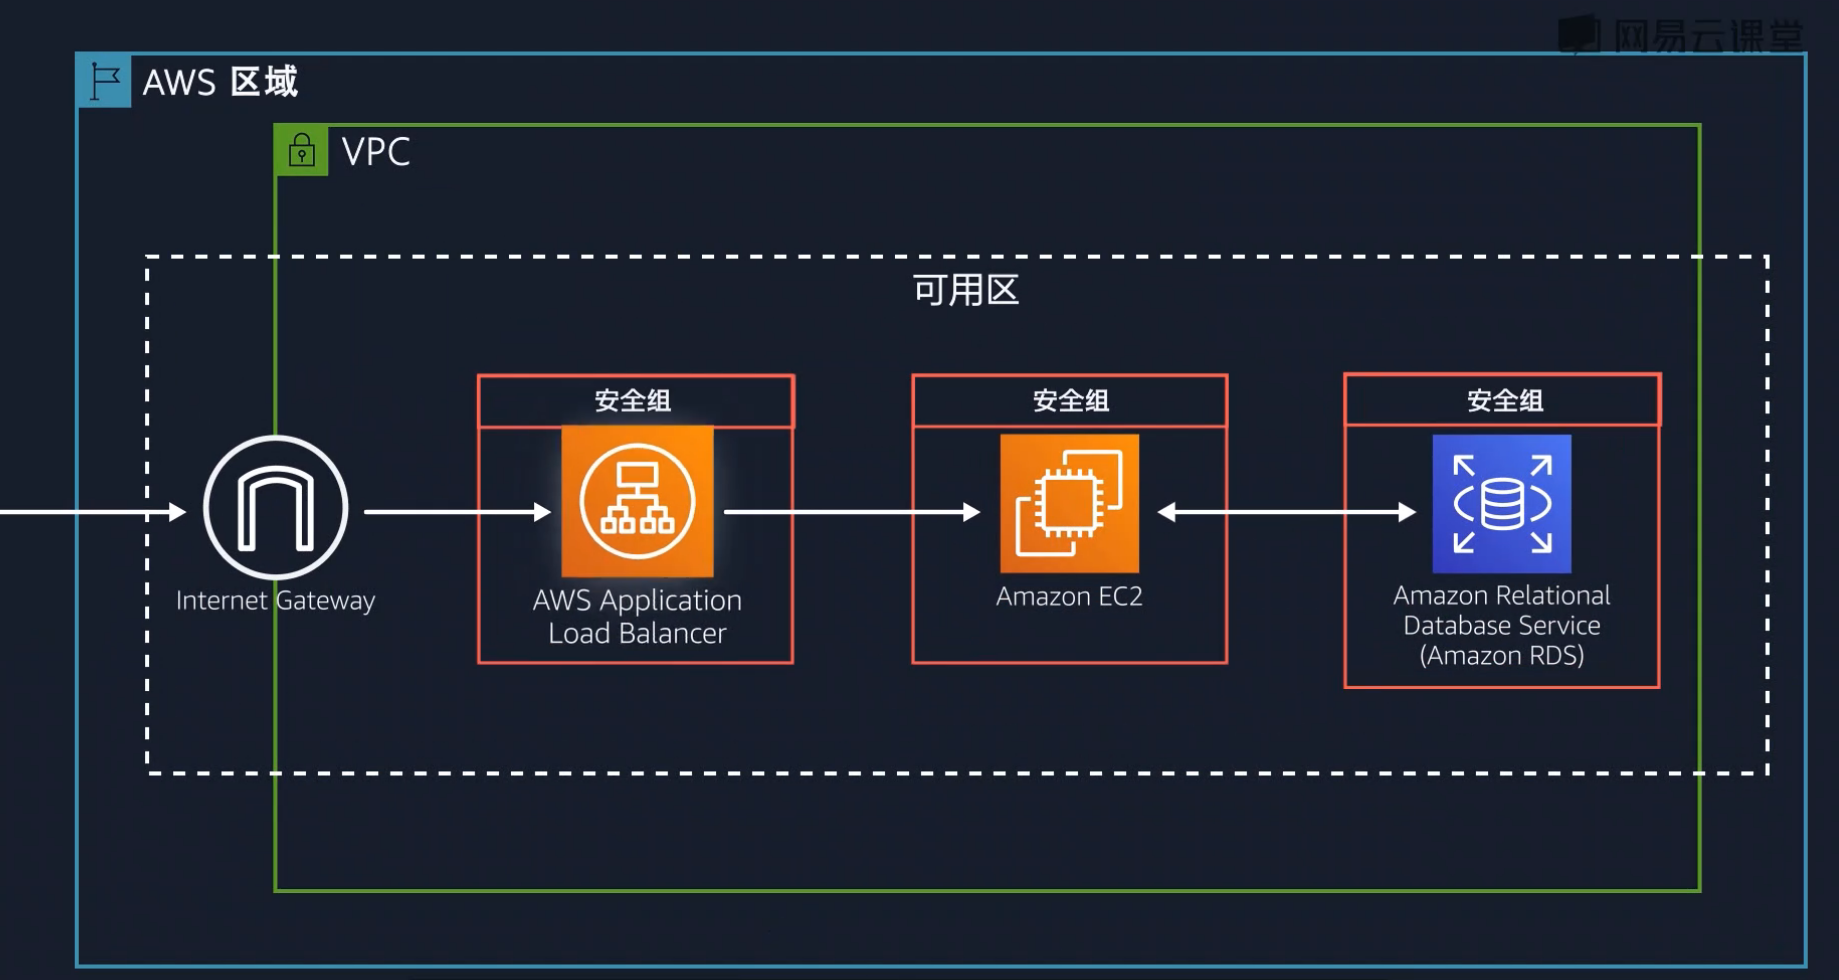 网易云课堂
AWS 区域
VPC
可用区
安全组
安全组
安全组
Internet Gateway
AWS Application
Load Balancer
Amazon EC2
Amazon Relational
Database Service
(Amazon RDS)